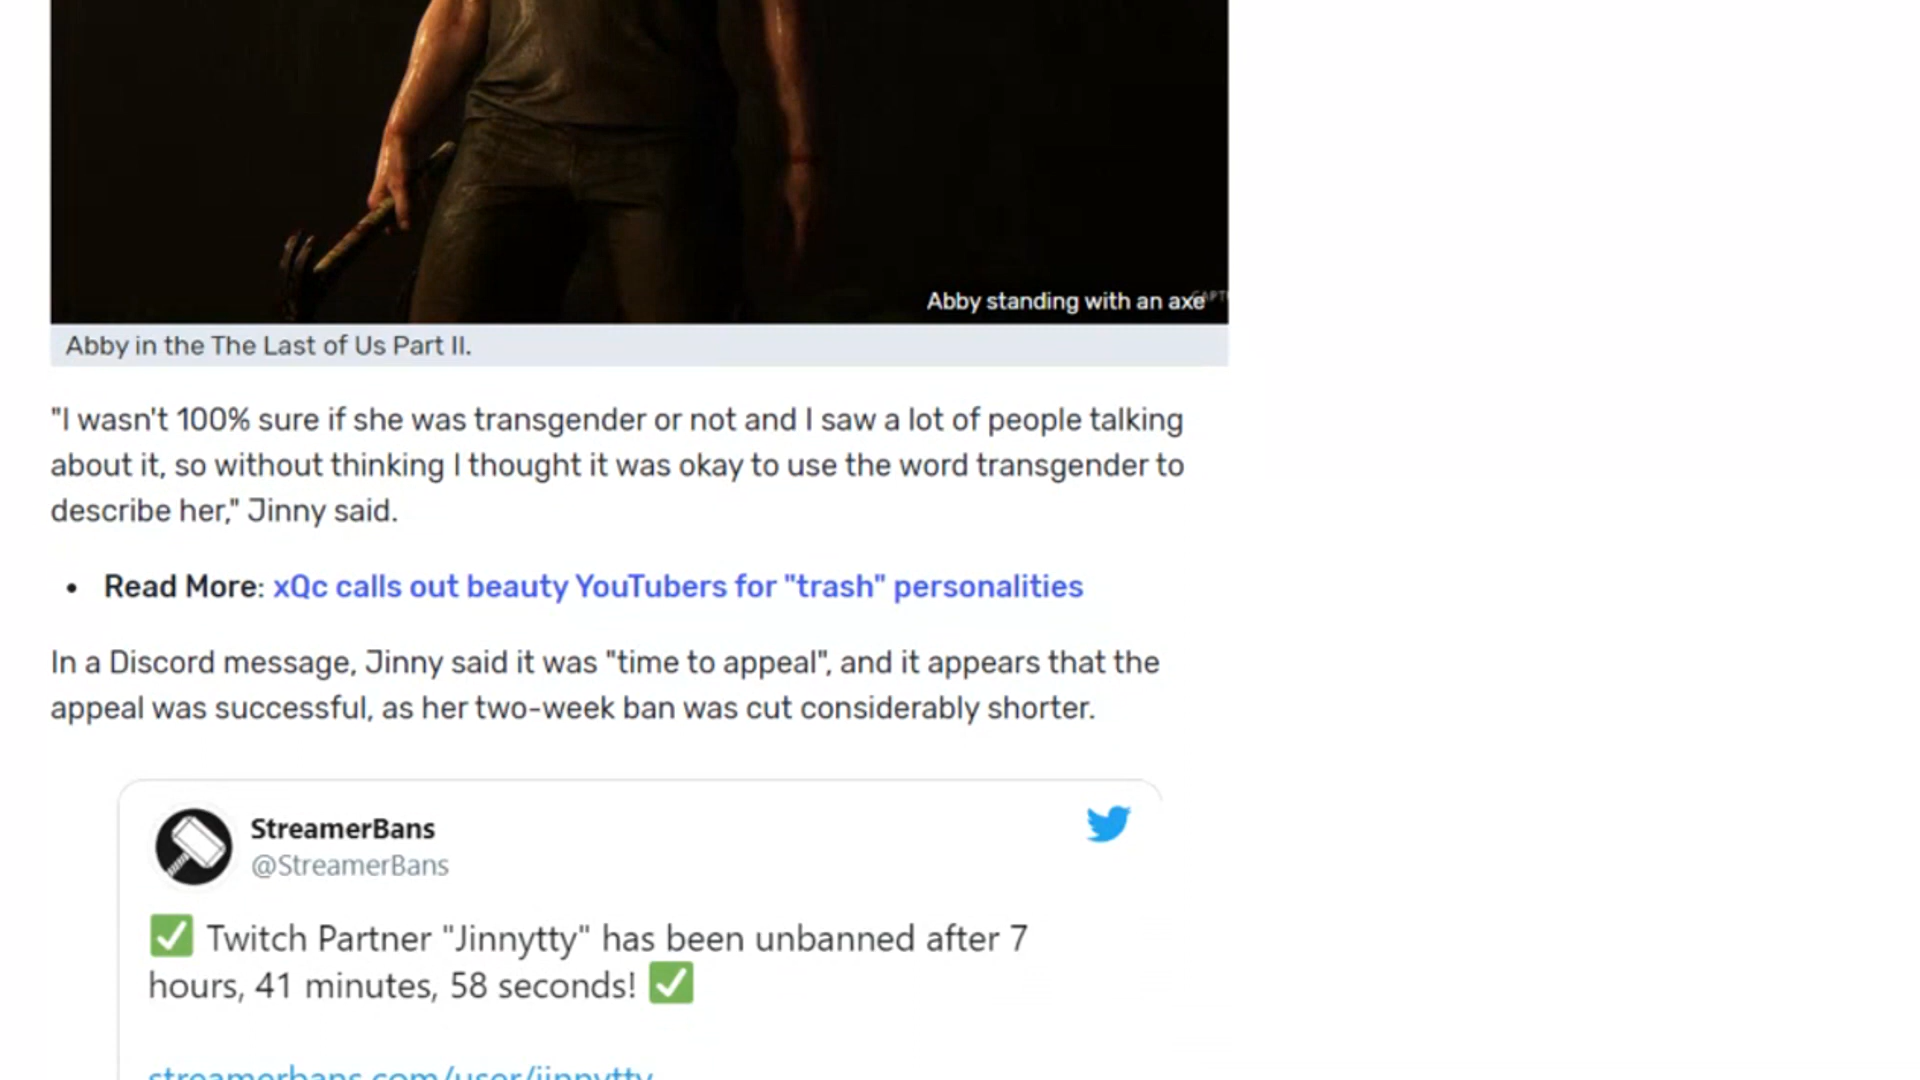 Abby standing with an axe
Abby in the The Last of Us Part II.
"I wasn't 100% sure if she was transgender or not and I saw a lot of people talking
about it, so without thinking I thought it was okay to use the word transgender to
describe her," Jinny said.
• Read More: xQc calls out beauty YouTubers for "trash" personalities
In a Discord message, Jinny said it was "time to appeal", and it appears that the
appeal was successful, as her two-week ban was cut considerably shorter.
StreamerBans
@StreamerBans
✅ Twitch Partner "Jinnytty" has been unbanned after 7
hours, 41 minutes, 58 seconds! ✅
streamerbans.com/user/jinnytty